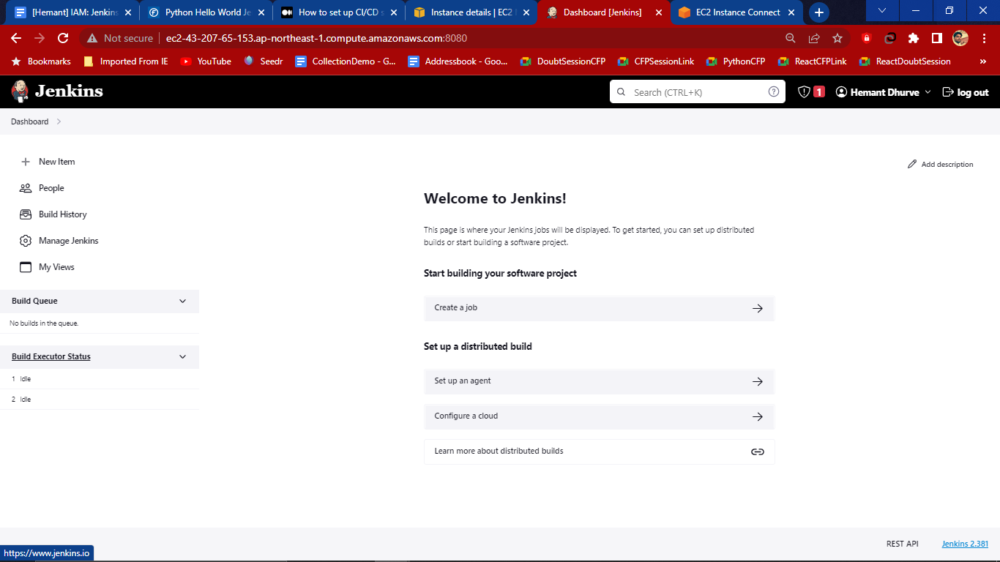 [Hemant] IAM: Jenkins
Python Hello World Je
How to set up CI/CD s
Instance details | EC2
Dashboard [Jenkins]
EC2 Instance Connect
Not secure
ec2-43-207-65-153.ap-northeast-1.compute.amazonaws.com:8080
Bookmarks
Imported From IE
YouTube
Seedr
CollectionDemo - G...
Addressbook - Goo...
DoubtSessionCFP
CFPSessionLink
PythonCFP
ReactCFPLink
ReactDoubtSession
»
Jenkins
Search (CTRL+K)
1
Hemant Dhurve
log out
Dashboard
New Item
People
Build History
Manage Jenkins
My Views
Build Queue
No builds in the queue.
Build Executor Status
1 Idle
2 Idle
Add description
Welcome to Jenkins!
This page is where your Jenkins jobs will be displayed. To get started, you can set up distributed
builds or start building a software project.
Start building your software project
Create a job
Set up a distributed build
Set up an agent
Configure a cloud
Learn more about distributed builds
REST API
Jenkins 2.381
https://www.jenkins.io